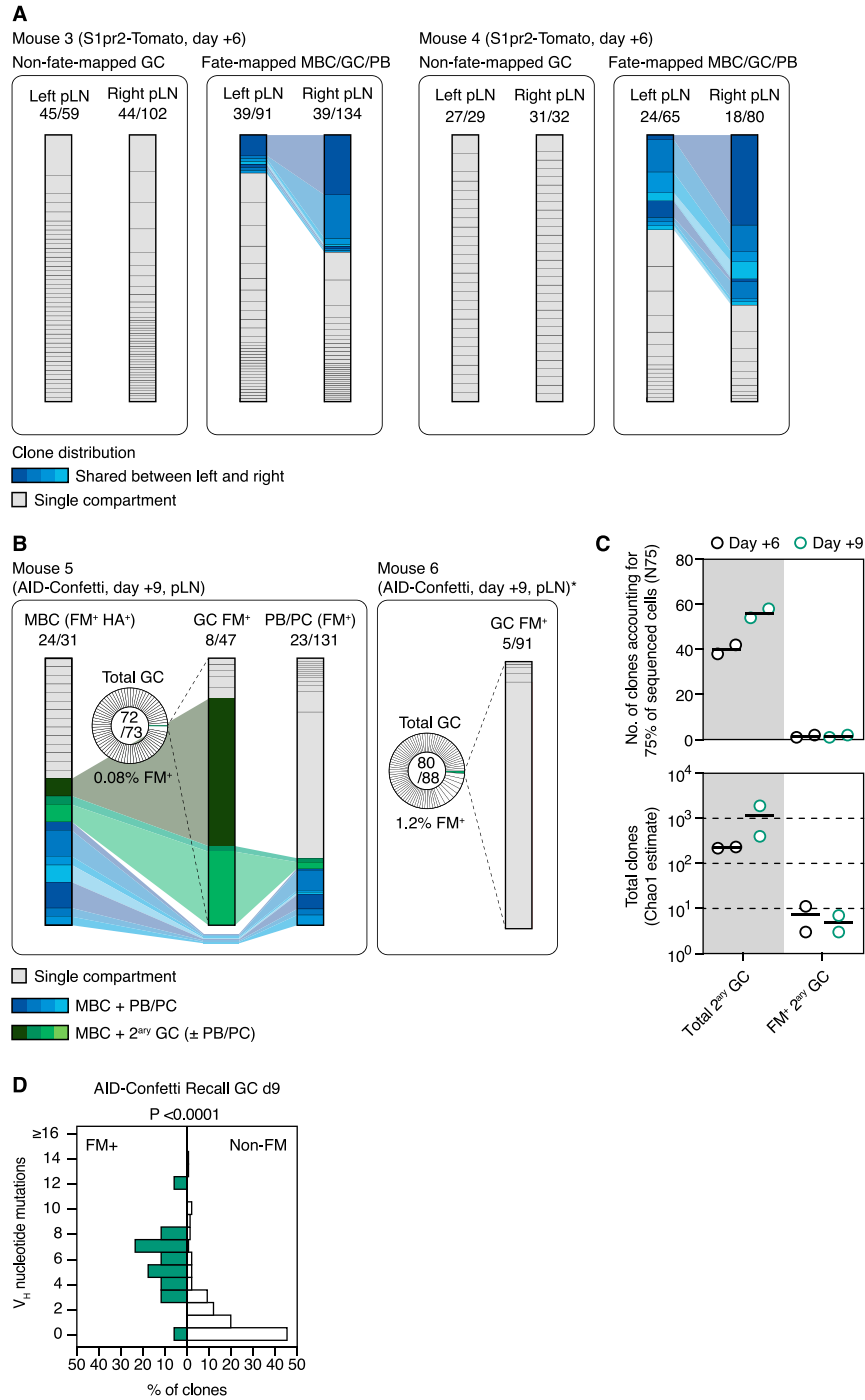 A
Mouse 3 (S1pr2-Tomato, day +6)
Non-fate-mapped GC
Fate-mapped MBC/GC/PB
Left pLN
45/59
Right pLN
44/102
Left pLN
39/91
Right pLN
39/134
Mouse 4 (S1pr2-Tomato, day +6)
Non-fate-mapped GC
Fate-mapped MBC/GC/PB
Left pLN
27/29
Right pLN
31/32
Left pLN
24/65
Right pLN
18/80
Clone distribution
Shared between left and right
Single compartment
B
Mouse 5
(AID-Confetti, day +9, pLN)
MBC (FM⁺ HA⁺)
24/31
GC FM⁺
8/47
PB/PC (FM⁺)
23/131
Total GC
72
/73
0.08% FM⁺
Mouse 6
(AID-Confetti, day +9, pLN)*
GC FM⁺
5/91
Total GC
80
/88
1.2% FM⁺
Single compartment
MBC + PB/PC
MBC + 2ᵃʳʸ GC (± PB/PC)
C
Day +6
Day +9
No. of clones accounting for
75% of sequenced cells (N75)
80
60
40
20
0
Total clones
(Chao1 estimate)
10⁴
10³
10²
10¹
10⁰
Total 2ᵃʳʸ GC
FM⁺ 2ᵃʳʸ GC
D
AID-Confetti Recall GC d9
P <0.0001
FM+
Non-FM
V_H nucleotide mutations
≥16
14
12
10
8
6
4
2
0
50 40 30 20 10 0 10 20 30 40 50
% of clones